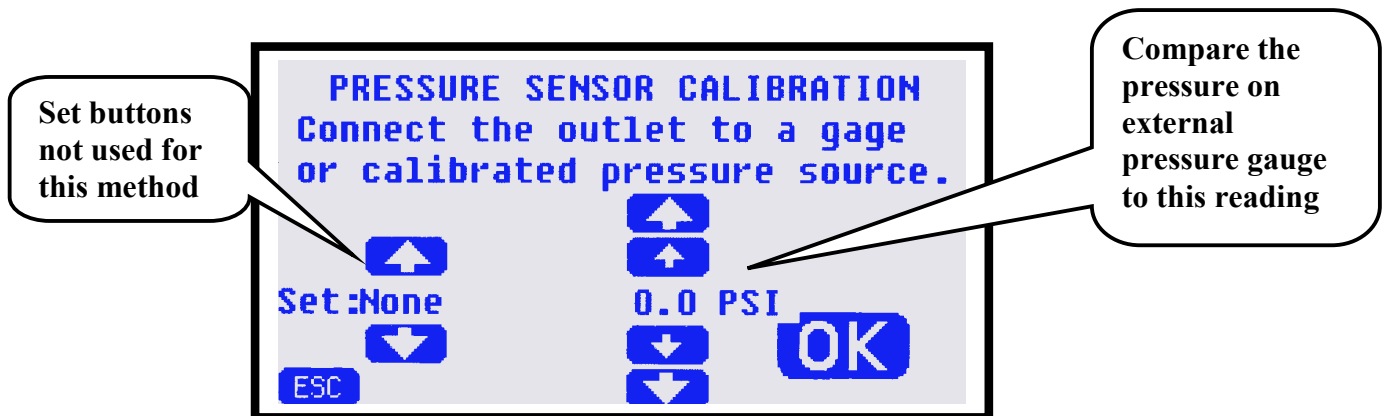 Set buttons
not used for
this method
PRESSURE SENSOR CALIBRATION
Connect the outlet to a gage
or calibrated pressure source.
Set:None
0.0 PSI
OK
ESC
Compare the
pressure on
external
pressure gauge
to this reading